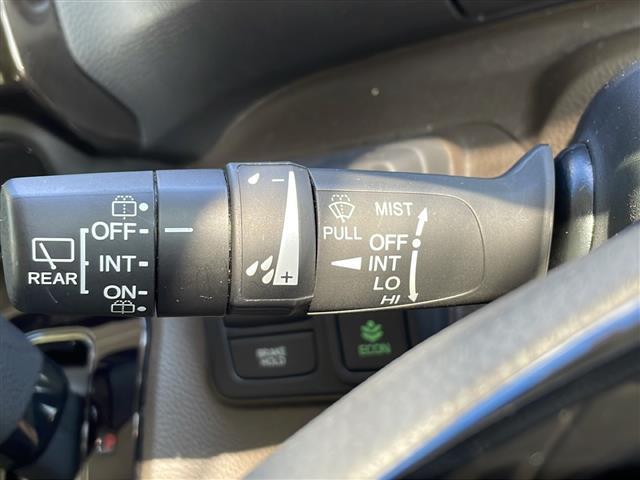 REAR
OFF
INT
ON
−
+
PULL
MIST
OFF
INT
LO
HI
BRAKE
HOLD
ECON